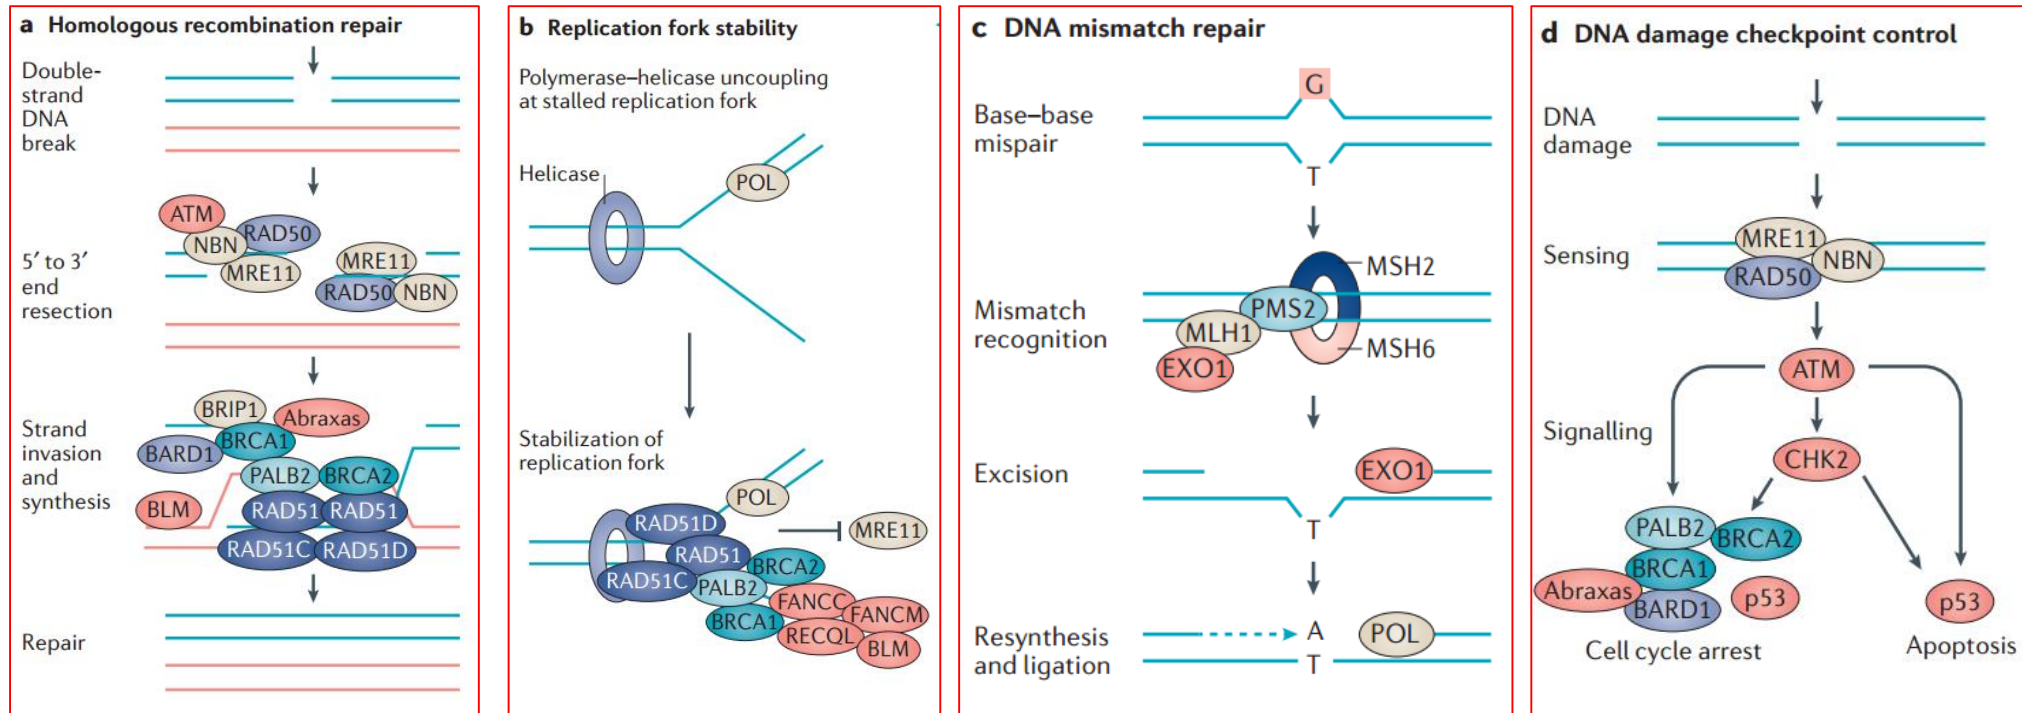 a Homologous recombination repair
Double-
strand
DNA
break
ATM
NBN
RAD50
MRE11
MRE11
RAD50
NBN
5′ to 3′
end
resection
BRIP1
Abraxas
BRCA1
BARD1
PALB2
BRCA2
Strand
invasion
and
synthesis
BLM
RAD51
RAD51
RAD51C
RAD51D
Repair
b Replication fork stability
Polymerase–helicase uncoupling
at stalled replication fork
Helicase
POL
Stabilization of
replication fork
POL
RAD51D
MRE11
RAD51
BRCA2
RAD51C
PALB2
FANCC
FANCM
BRCA1
RECQL
BLM
c DNA mismatch repair
G
Base–base
mispair
T
MSH2
PMS2
Mismatch
recognition
MLH1
MSH6
EXO1
Excision
EXO1
T
Resynthesis
and ligation
A
POL
T
d DNA damage checkpoint control
DNA
damage
Sensing
MRE11
NBN
RAD50
ATM
Signalling
CHK2
PALB2
BRCA2
BRCA1
Abraxas
BARD1
p53
p53
Cell cycle arrest
Apoptosis